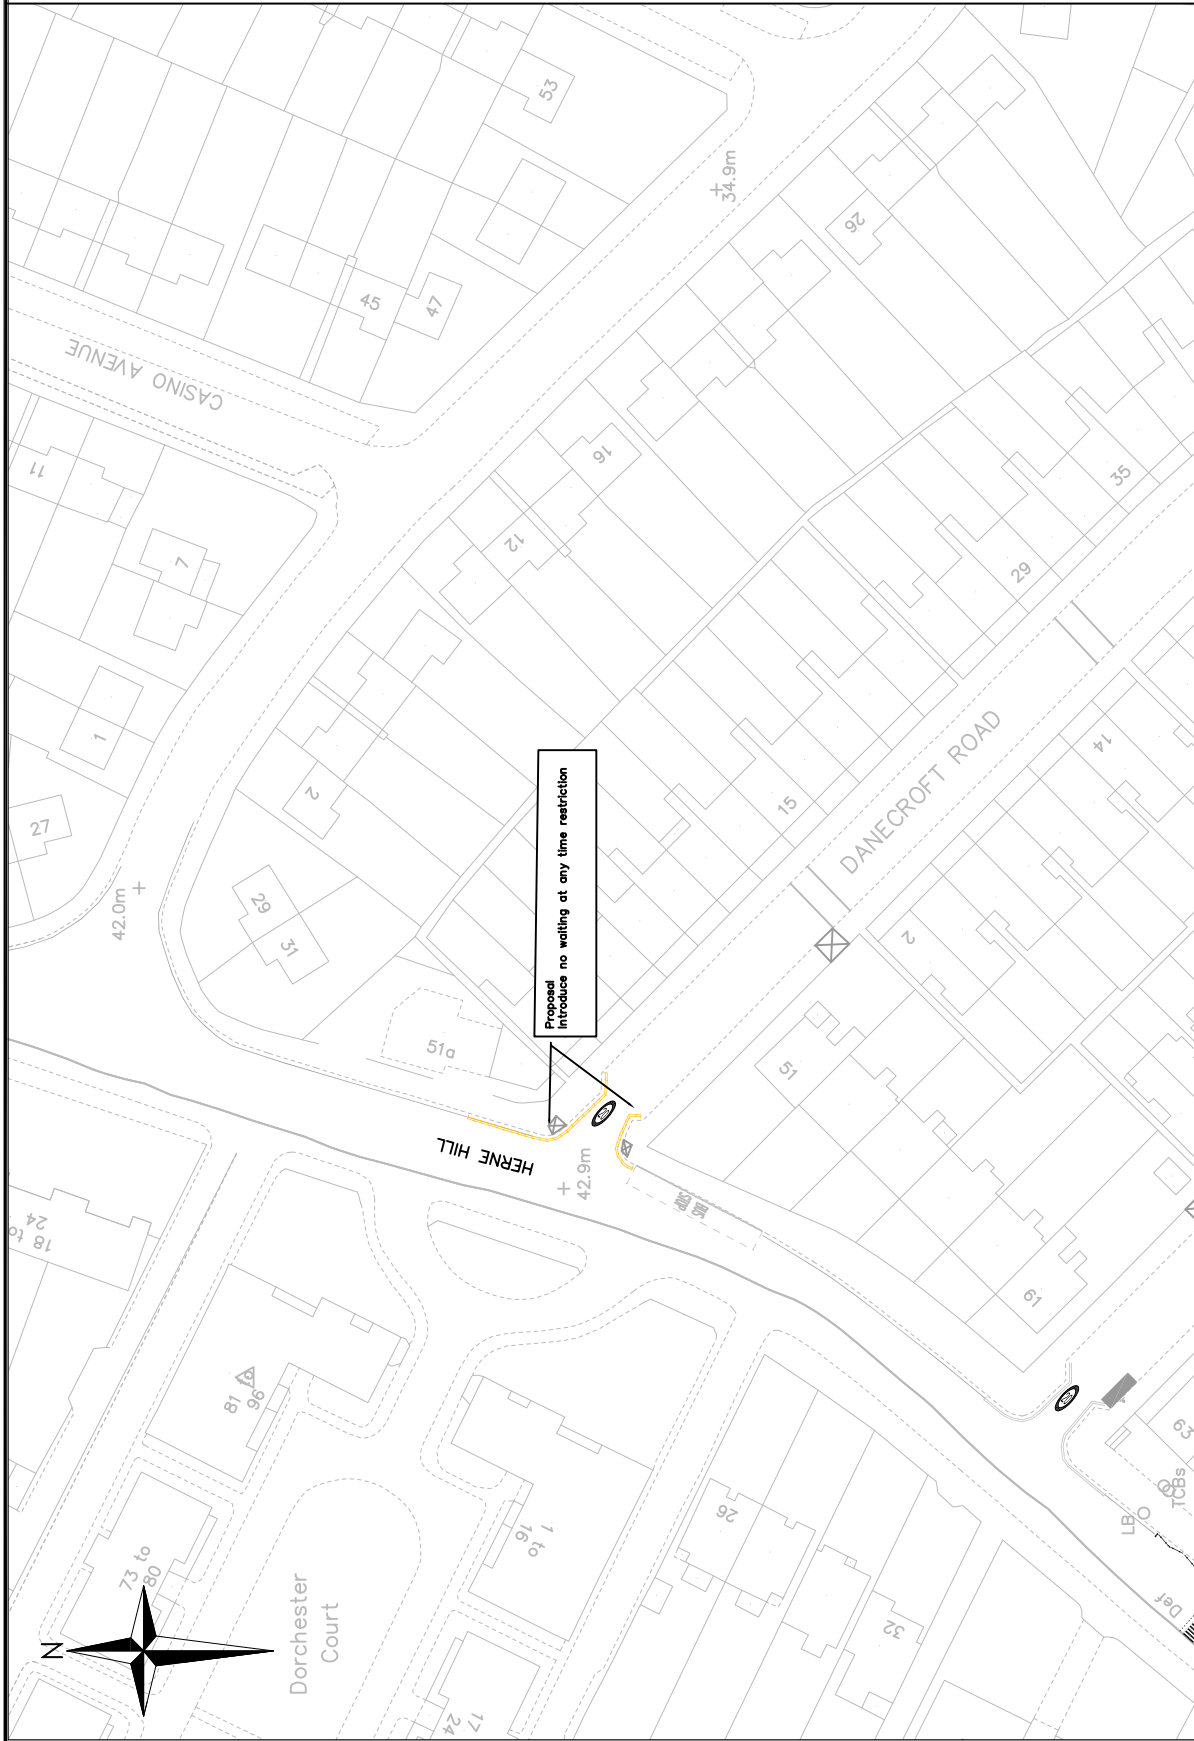 53
34.9m
26
45
47
CASINO AVENUE
11
7
16
12
35
29
1
27
2
42.0m
29
31
15
14
DANECROFT ROAD
2
Proposal
Introduce no waiting at any time restriction
51a
51
HERNE HILL
42.9m
BUS
61
18 to
24
81 to
96
73 to
80
1 to
16
26
32
63
TCBs
LB
Def
N
Dorchester
Court
17
24